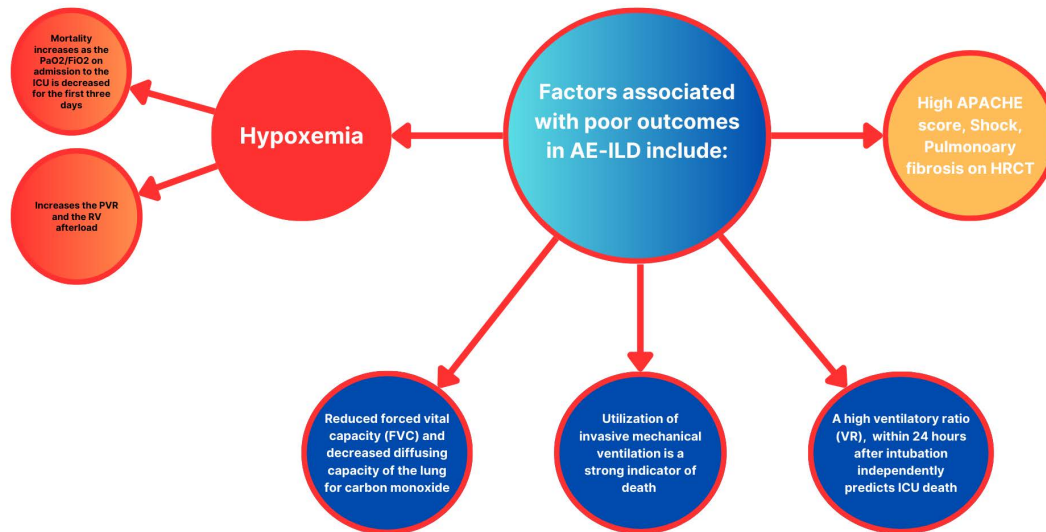 Mortality
increases as the
PaO2/FiO2 on
admission to the
ICU is decreased
for the first three
days
Hypoxemia
Increases the PVR
and the RV
afterload
Factors associated
with poor outcomes
in AE-ILD include:
High APACHE
score, Shock,
Pulmonoary
fibrosis on HRCT
Reduced forced vital
capacity (FVC) and
decreased diffusing
capacity of the lung
for carbon monoxide
Utilization of
invasive mechanical
ventilation is a
strong indicator of
death
A high ventilatory ratio
(VR), within 24 hours
after intubation
independently
predicts ICU death